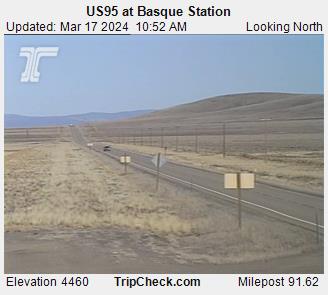 US95 at Basque Station
Updated: Mar 17 2024 10:52 AM Looking North
Elevation 4460 TripCheck.com Milepost 91.62